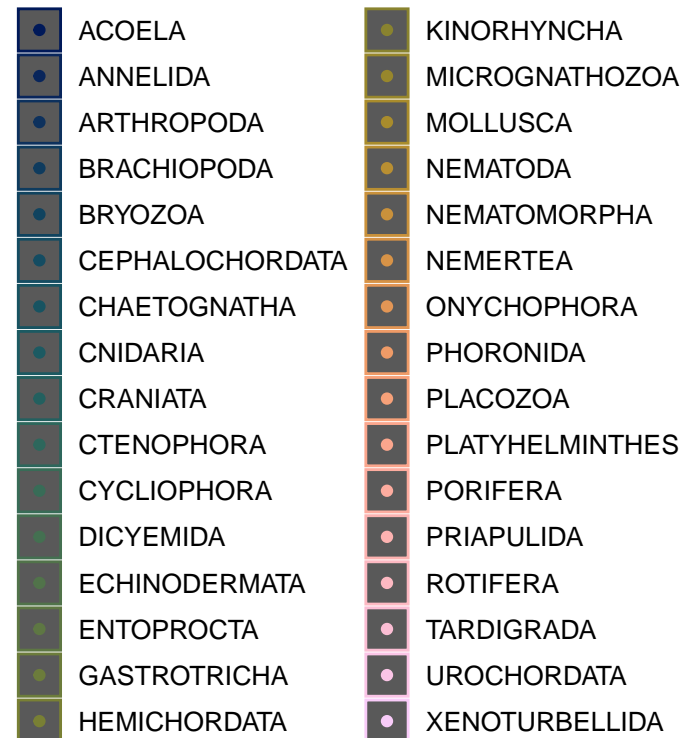 ACOELA
ANNELIDA
ARTHROPODA
BRACHIOPODA
BRYOZOA
CEPHALOCHORDATA
CHAETOGNATHA
CNIDARIA
CRANIATA
CTENOPHORA
CYCLIOPHORA
DICYEMIDA
ECHINODERMATA
ENTOPROCTA
GASTROTRICHA
HEMICHORDATA
KINORHYNCHA
MICROGNATHOZOA
MOLLUSCA
NEMATODA
NEMATOMORPHA
NEMERTEA
ONYCHOPHORA
PHORONIDA
PLACOZOA
PLATYHELMINTHES
PORIFERA
PRIAPULIDA
ROTIFERA
TARDIGRADA
UROCHORDATA
XENOTURBELLIDA